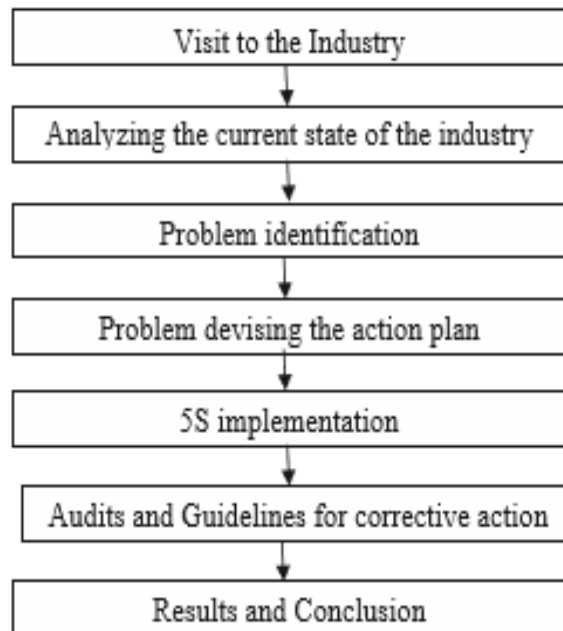 Visit to the Industry
Analyzing the current state of the industry
Problem identification
Problem devising the action plan
5S implementation
Audits and Guidelines for corrective action
Results and Conclusion